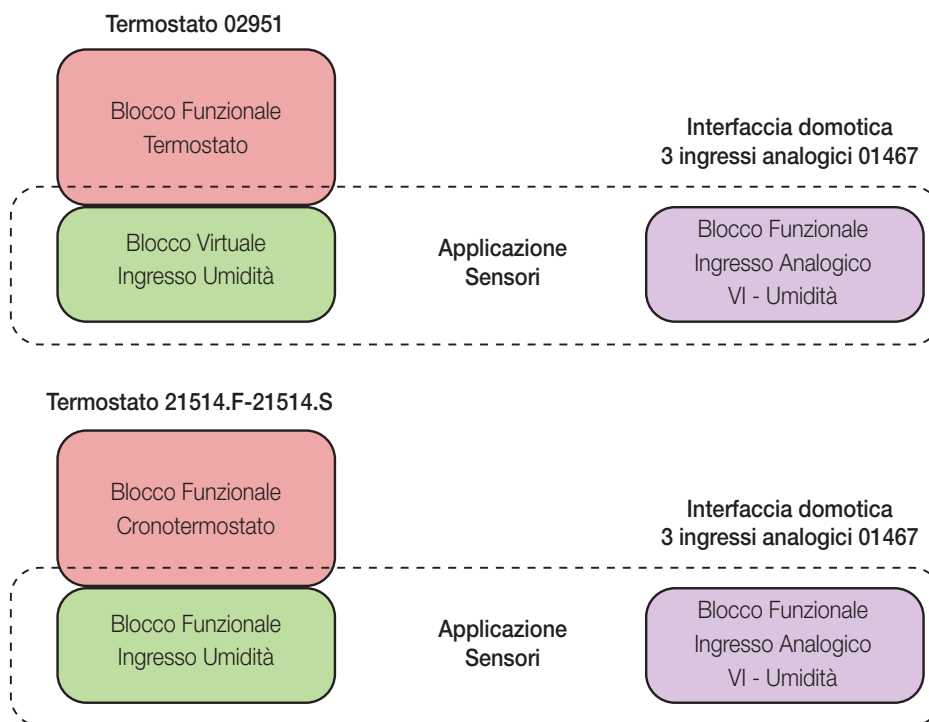 Termostato 02951
Blocco Funzionale
Termostato
Interfaccia domotica
3 ingressi analogici 01467
Blocco Virtuale
Ingresso Umidità
Applicazione
Sensori
Blocco Funzionale
Ingresso Analogico
VI - Umidità
Termostato 21514.F-21514.S
Blocco Funzionale
Cronotermostato
Interfaccia domotica
3 ingressi analogici 01467
Blocco Funzionale
Ingresso Umidità
Applicazione
Sensori
Blocco Funzionale
Ingresso Analogico
VI - Umidità